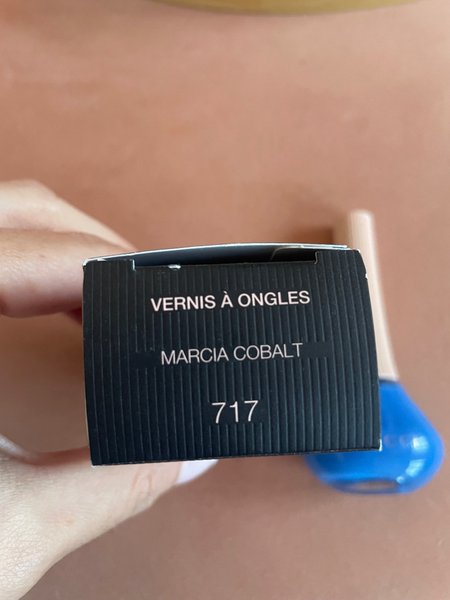 VERNIS À ONGLES
MARCIA COBALT
717